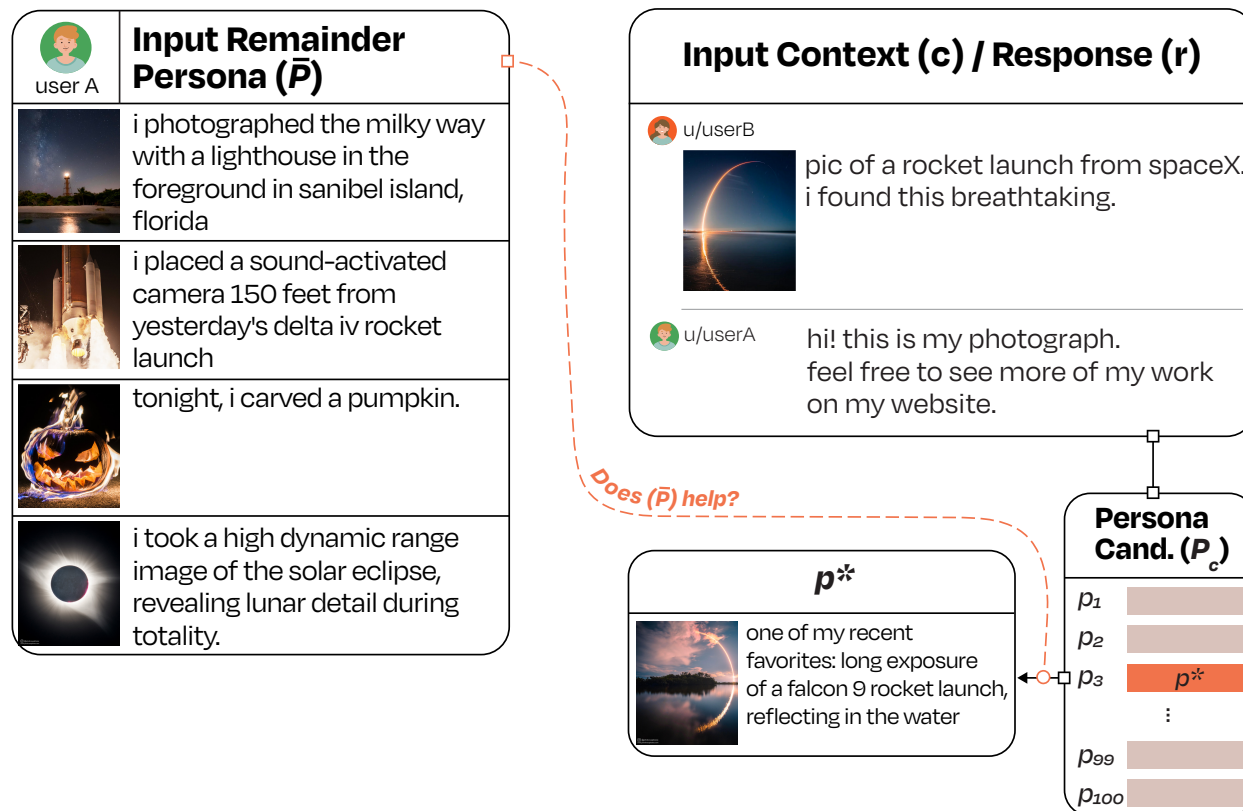 user A
Input Remainder
Persona (P̄)
i photographed the milky way
with a lighthouse in the
foreground in sanibel island,
florida
i placed a sound-activated
camera 150 feet from
yesterday's delta iv rocket
launch
tonight, i carved a pumpkin.
i took a high dynamic range
image of the solar eclipse,
revealing lunar detail during
totality.
Input Context (c) / Response (r)
u/userB
pic of a rocket launch from spaceX.
i found this breathtaking.
u/userA
hi! this is my photograph.
feel free to see more of my work
on my website.
Does (P̄) help?
Persona
Cand. (P_c)
p₁
p₂
p₃ p*
⋮
p₉₉
p₁₀₀
p*
one of my recent
favorites: long exposure
of a falcon 9 rocket launch,
reflecting in the water